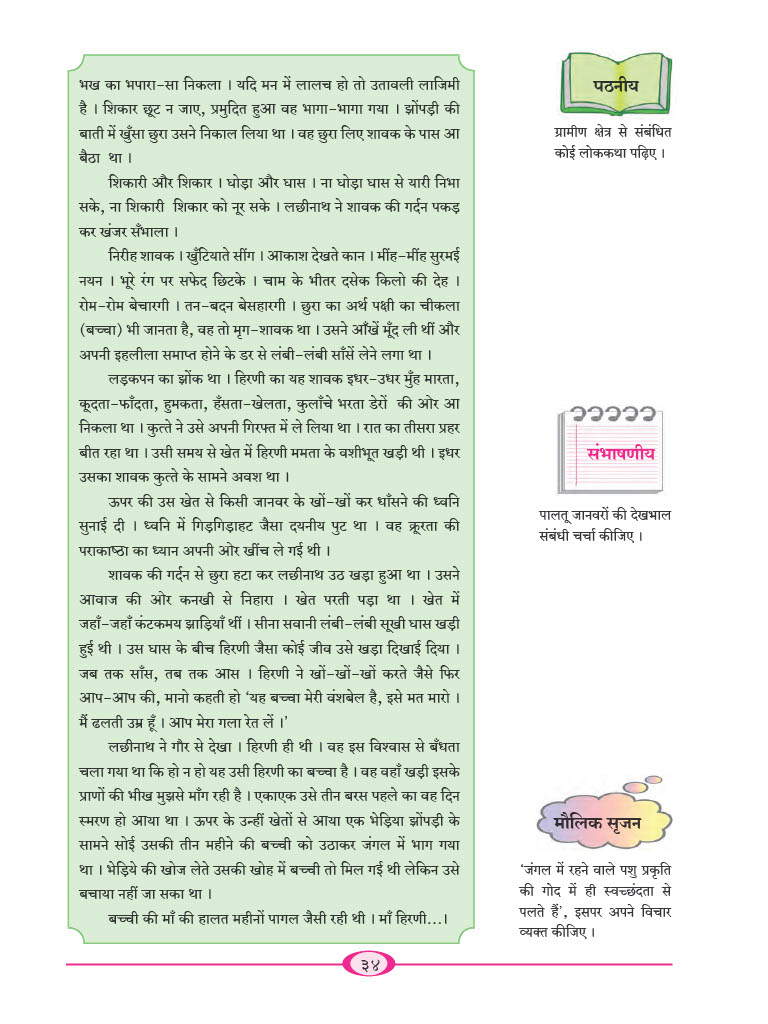 भख का भपारा-सा निकला । यदि मन में लालच हो तो उतावली लाजिमी
है । शिकार छूट न जाए, प्रमुदित हुआ वह भागा-भागा गया । झोंपड़ी की
बाती में खुँसा छुरा उसने निकाल लिया था । वह छुरा लिए शावक के पास आ
बैठा था ।
शिकारी और शिकार । घोड़ा और घास । ना घोड़ा घास से यारी निभा
सके, ना शिकारी शिकार को नूर सके । लछीनाथ ने शावक की गर्दन पकड़
कर खंजर सँभाला ।
निरीह शावक । खुँटियाते सींग । आकाश देखते कान । मींह-मींह सुरमई
नयन । भूरे रंग पर सफेद छिटके । चाम के भीतर दसेक किलो की देह ।
रोम-रोम बेचारगी । तन-बदन बेसहारगी । छुरा का अर्थ पक्षी का चीकला
(बच्चा) भी जानता है, वह तो मृग-शावक था । उसने आँखें मूँद ली थीं और
अपनी इहलीला समाप्त होने के डर से लंबी-लंबी साँसें लेने लगा था ।
लड़कपन का झोंक था । हिरणी का यह शावक इधर-उधर मुँह मारता,
कूदता-फाँदता, हुमकता, हँसता-खेलता, कुलाँचे भरता डेरों की ओर आ
निकला था । कुत्ते ने उसे अपनी गिरफ्त में ले लिया था । रात का तीसरा प्रहर
बीत रहा था । उसी समय से खेत में हिरणी ममता के वशीभूत खड़ी थी । इधर
उसका शावक कुत्ते के सामने अवश था ।
ऊपर की उस खेत से किसी जानवर के खों-खों कर धाँसने की ध्वनि
सुनाई दी । ध्वनि में गिड़गिड़ाहट जैसा दयनीय पुट था । वह क्रूरता की
पराकाष्ठा का ध्यान अपनी ओर खींच ले गई थी ।
शावक की गर्दन से छुरा हटा कर लछीनाथ उठ खड़ा हुआ था । उसने
आवाज की ओर कनखी से निहारा । खेत परती पड़ा था । खेत में
जहाँ-जहाँ कंटकमय झाड़ियाँ थीं । सीना सवानी लंबी-लंबी सूखी घास खड़ी
हुई थी । उस घास के बीच हिरणी जैसा कोई जीव उसे खड़ा दिखाई दिया ।
जब तक साँस, तब तक आस । हिरणी ने खों-खों-खों करते जैसे फिर
आप-आप की, मानो कहती हो ‘यह बच्चा मेरी वंशबेल है, इसे मत मारो ।
मैं ढलती उम्र हूँ । आप मेरा गला रेत लें ।’
लछीनाथ ने गौर से देखा । हिरणी ही थी । वह इस विश्वास से बँधता
चला गया था कि हो न हो यह उसी हिरणी का बच्चा है । वह वहाँ खड़ी इसके
प्राणों की भीख मुझसे माँग रही है । एकाएक उसे तीन बरस पहले का वह दिन
स्मरण हो आया था । ऊपर के उन्हीं खेतों से आया एक भेड़िया झोंपड़ी के
सामने सोई उसकी तीन महीने की बच्ची को उठाकर जंगल में भाग गया
था । भेड़िये की खोज लेते उसकी खोह में बच्ची तो मिल गई थी लेकिन उसे
बचाया नहीं जा सका था ।
बच्ची की माँ की हालत महीनों पागल जैसी रही थी । माँ हिरणी...।
पठनीय
ग्रामीण क्षेत्र से संबंधित
कोई लोककथा पढ़िए ।
संभाषणीय
पालतू जानवरों की देखभाल
संबंधी चर्चा कीजिए ।
मौलिक सृजन
‘जंगल में रहने वाले पशु प्रकृति
की गोद में ही स्वच्छंदता से
पलते हैं’, इसपर अपने विचार
व्यक्त कीजिए ।
३४